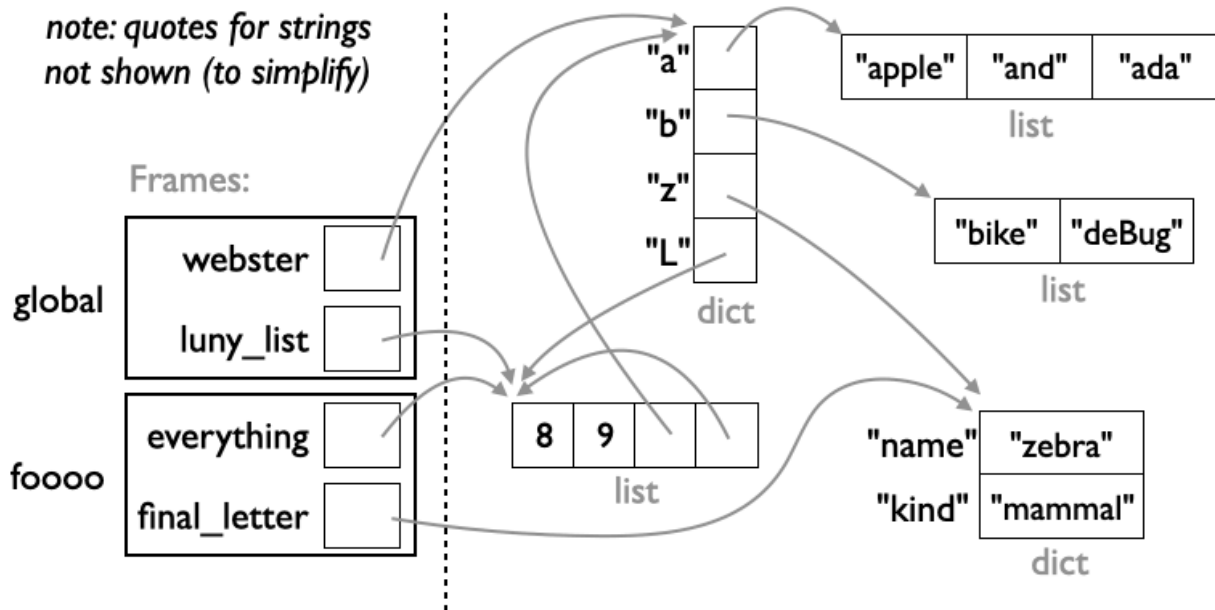 note: quotes for strings
not shown (to simplify)
Frames:
global
webster
luny_list
foooo
everything
final_letter
"a"
"b"
"z"
"L"
dict
"apple" "and" "ada"
list
"bike" "deBug"
list
8 9
list
"name" "zebra"
"kind" "mammal"
dict